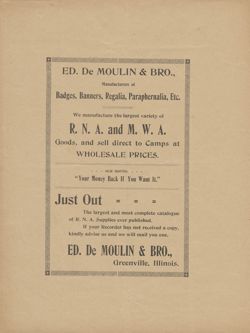 ED. De MOULIN & BRO.,
Manufacturers of
Badges, Banners, Regalia, Paraphernalia, Etc.
We manufacture the largest variety of
R. N. A. and M. W. A.
Goods, and sell direct to Camps at
WHOLESALE PRICES.
OUR MOTTO:
"Your Money Back If You Want it."
Just Out
The largest and most complete catalogue
of R. N. A. Supplies ever published.
If your Recorder has not received a copy,
kindly advise us and we will mail you one.
ED. De MOULIN & BRO.,
Greenville, Illinois.